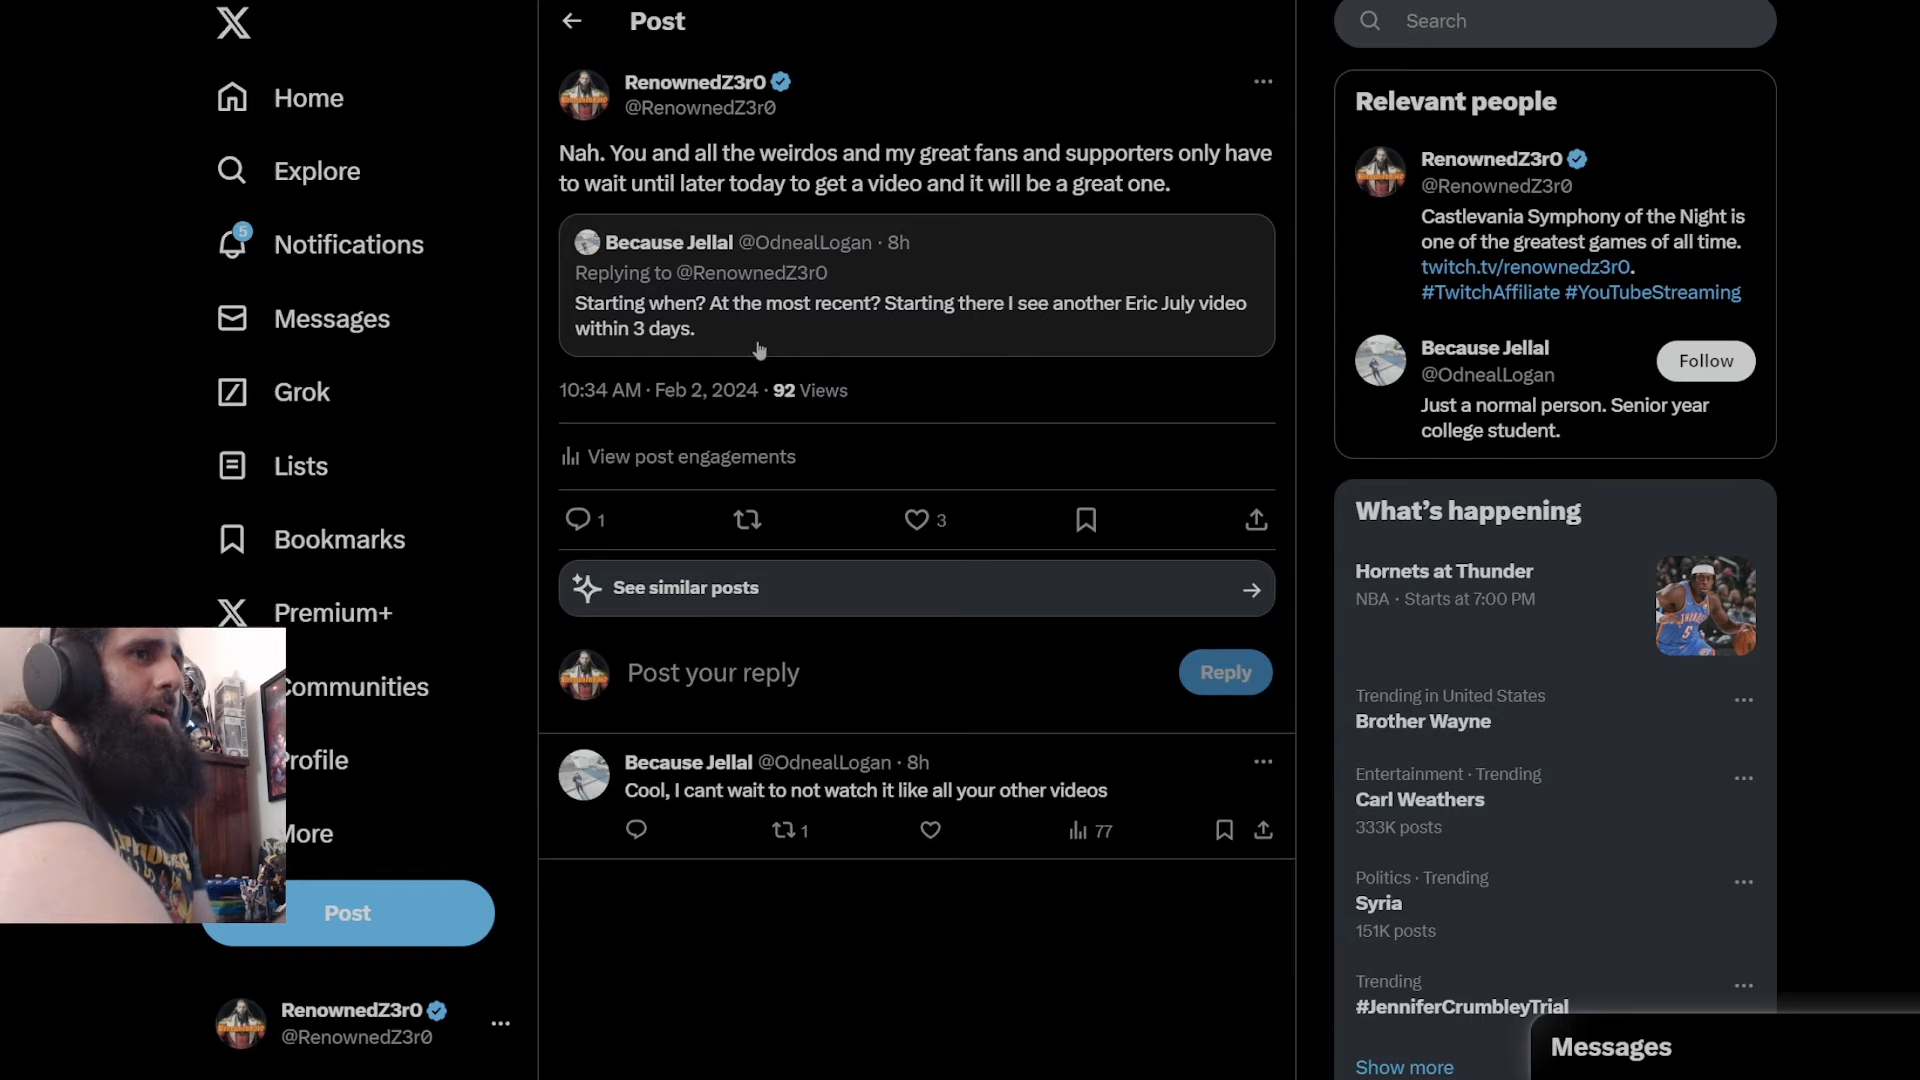 Home
Explore
5
Notifications
Messages
Grok
Lists
Bookmarks
Premium+
Communities
Profile
More
Post
RenownedZ3r0
@RenownedZ3r0
Post
RenownedZ3r0
@RenownedZ3r0
Nah. You and all the weirdos and my great fans and supporters only have
to wait until later today to get a video and it will be a great one.
Because Jellal @OdnealLogan · 8h
Replying to @RenownedZ3r0
Starting when? At the most recent? Starting there I see another Eric July video
within 3 days.
10:34 AM · Feb 2, 2024 · 92 Views
View post engagements
1
3
See similar posts
Post your reply
Reply
Because Jellal @OdnealLogan · 8h
Cool, I cant wait to not watch it like all your other videos
1
77
Search
Relevant people
RenownedZ3r0
@RenownedZ3r0
Castlevania Symphony of the Night is
one of the greatest games of all time.
twitch.tv/renownedz3r0.
#TwitchAffiliate #YouTubeStreaming
Because Jellal
@OdnealLogan
Follow
Just a normal person. Senior year
college student.
What's happening
Hornets at Thunder
NBA · Starts at 7:00 PM
Trending in United States
Brother Wayne
Entertainment · Trending
Carl Weathers
333K posts
Politics · Trending
Syria
151K posts
Trending
#JenniferCrumbleyTrial
Show more
Messages